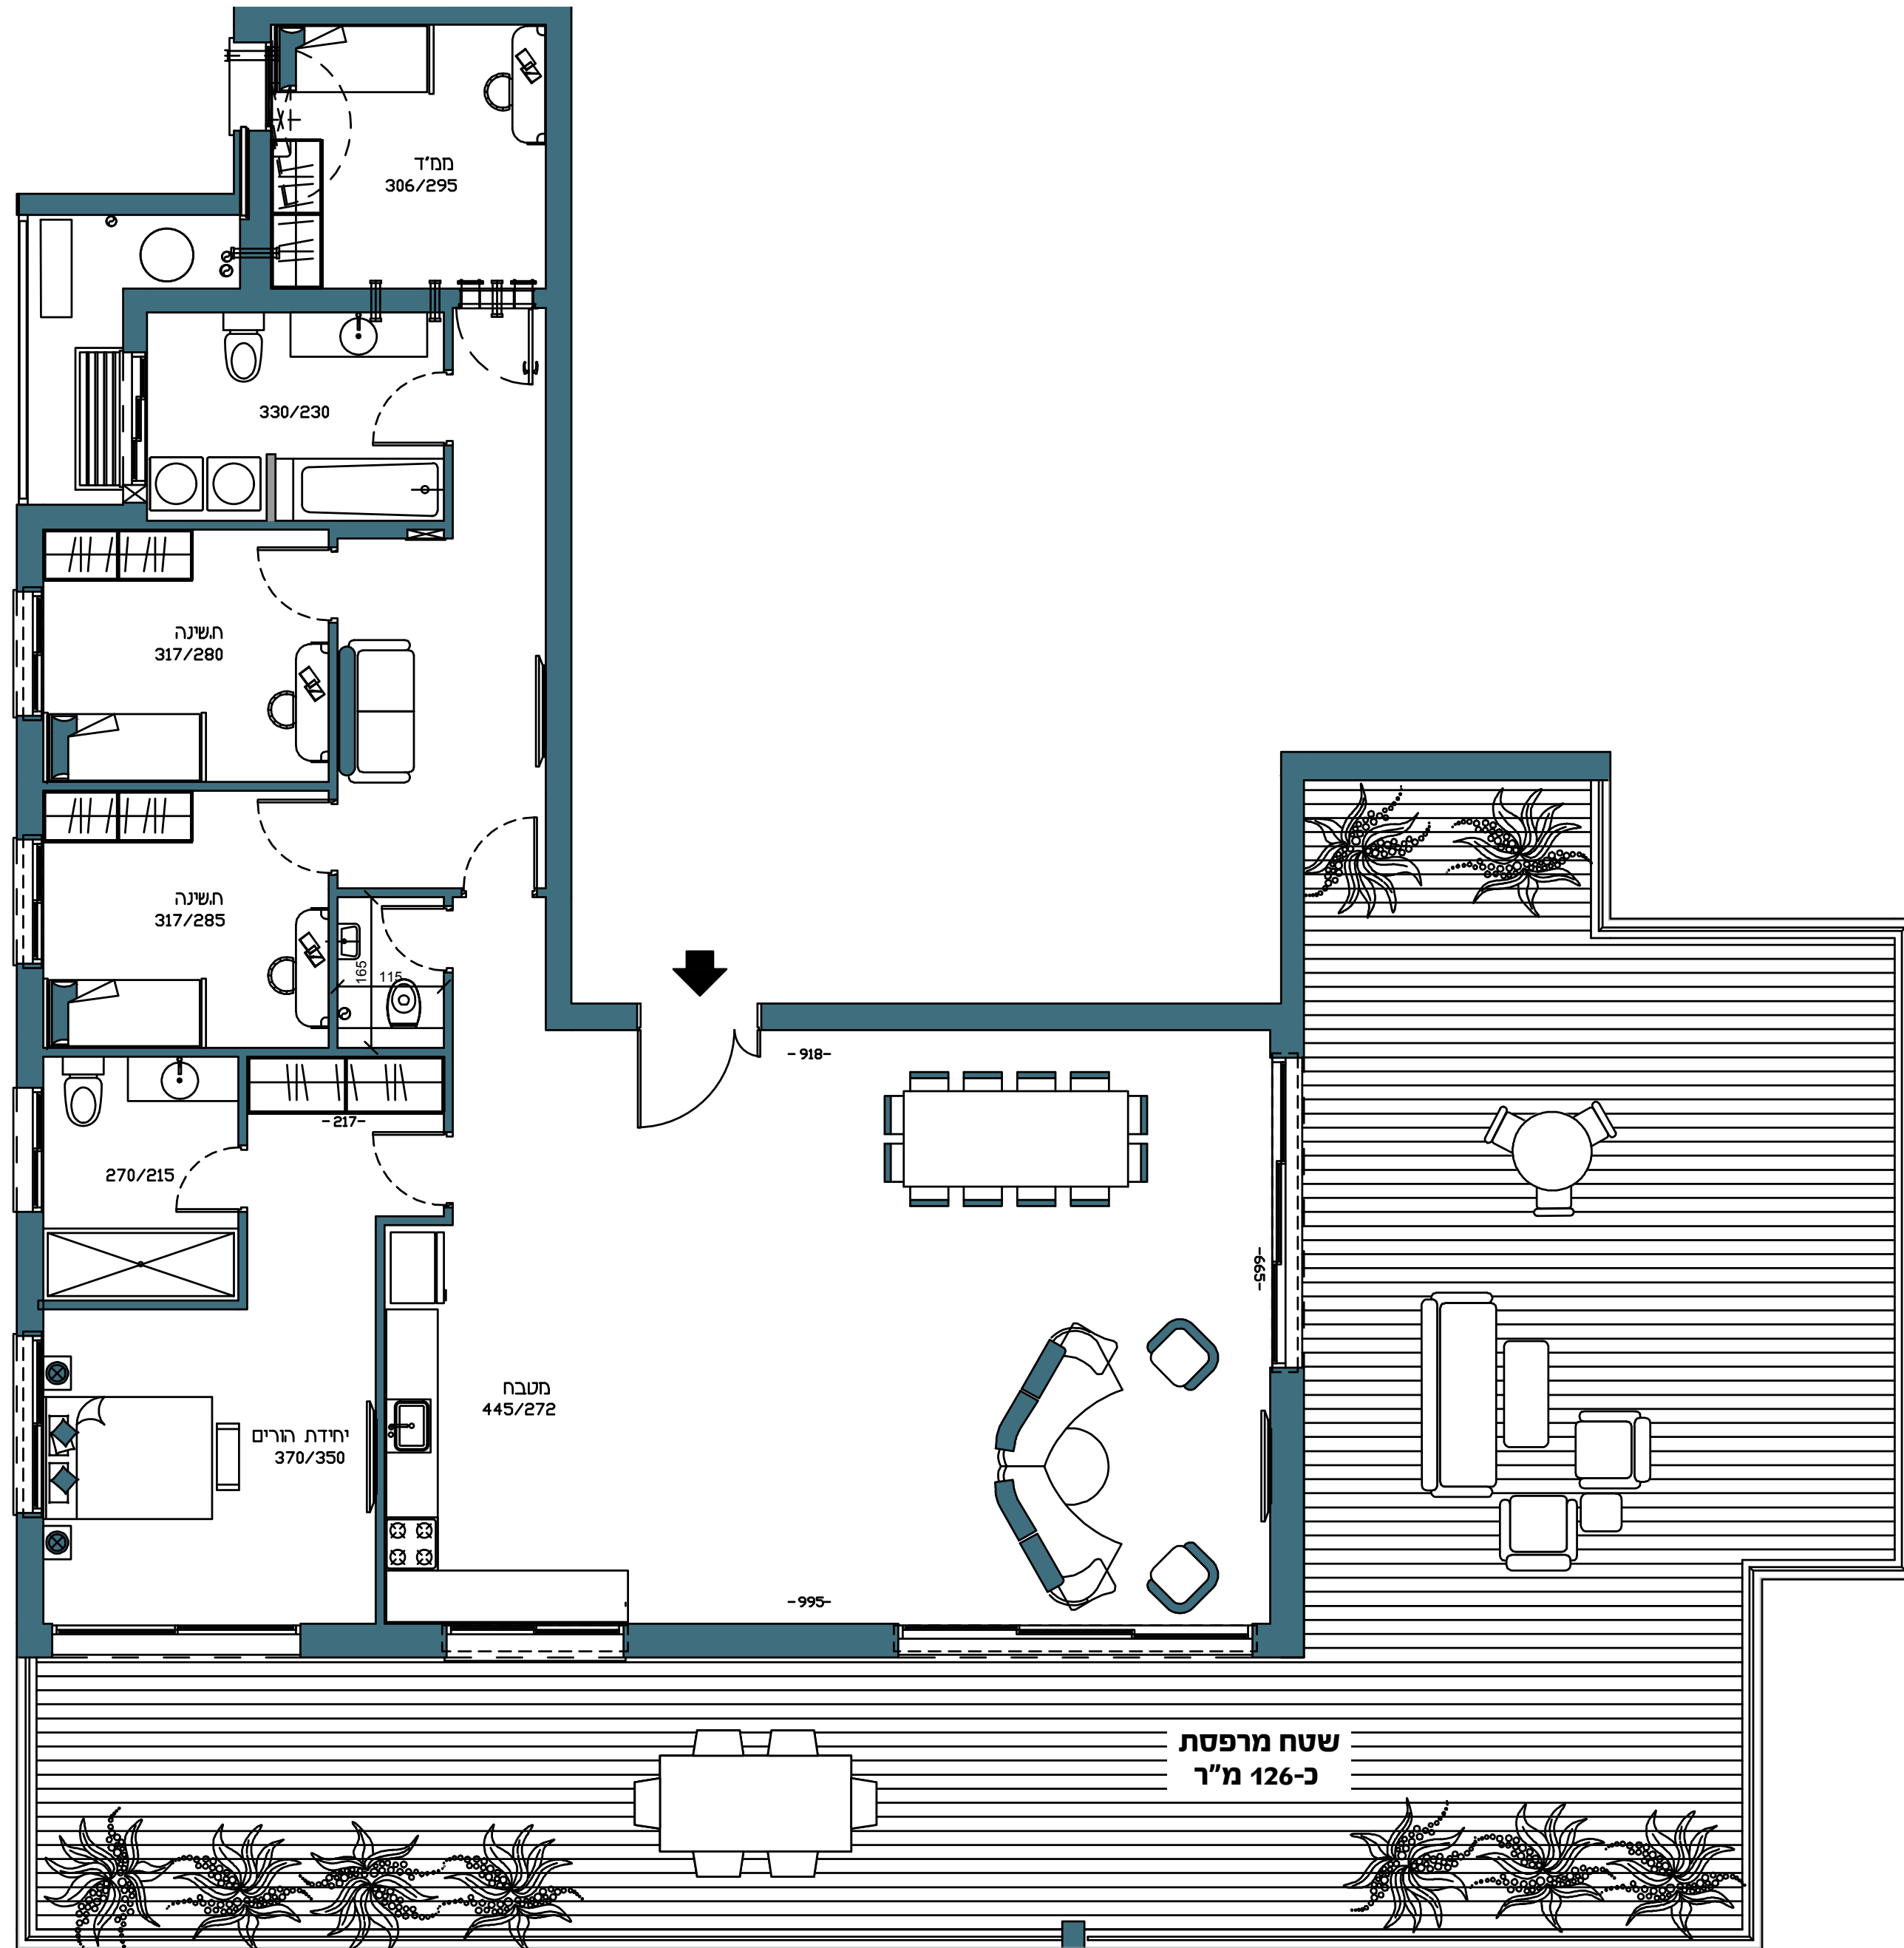 ממ"ד
306/295
330/230
ח.שינה
317/280
ח.שינה
317/285
165
115
-918-
-217-
270/215
-665-
מטבח
445/272
יחידת הורים
370/350
-995-
שטח מרפסת
כ-126 מ"ר